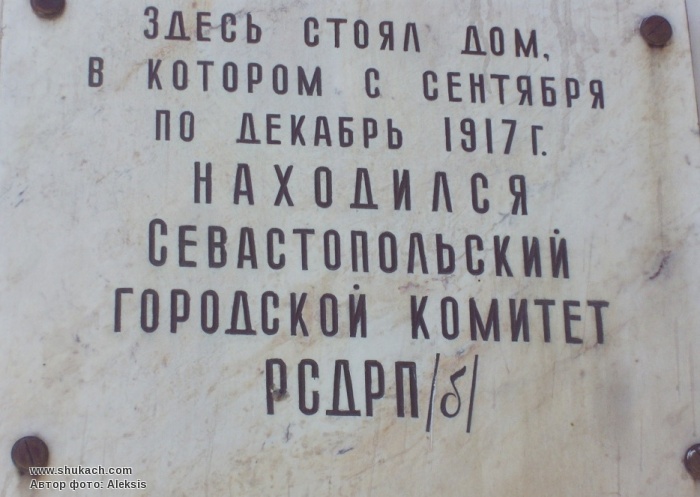 ЗДЕСЬ СТОЯЛ ДОМ,
В КОТОРОМ С СЕНТЯБРЯ
ПО ДЕКАБРЬ 1917 Г.
НАХОДИЛСЯ
СЕВАСТОПОЛЬСКИЙ
ГОРОДСКОЙ КОМИТЕТ
РСДРП/б/
www.shukach.com
Автор фото: Aleksis